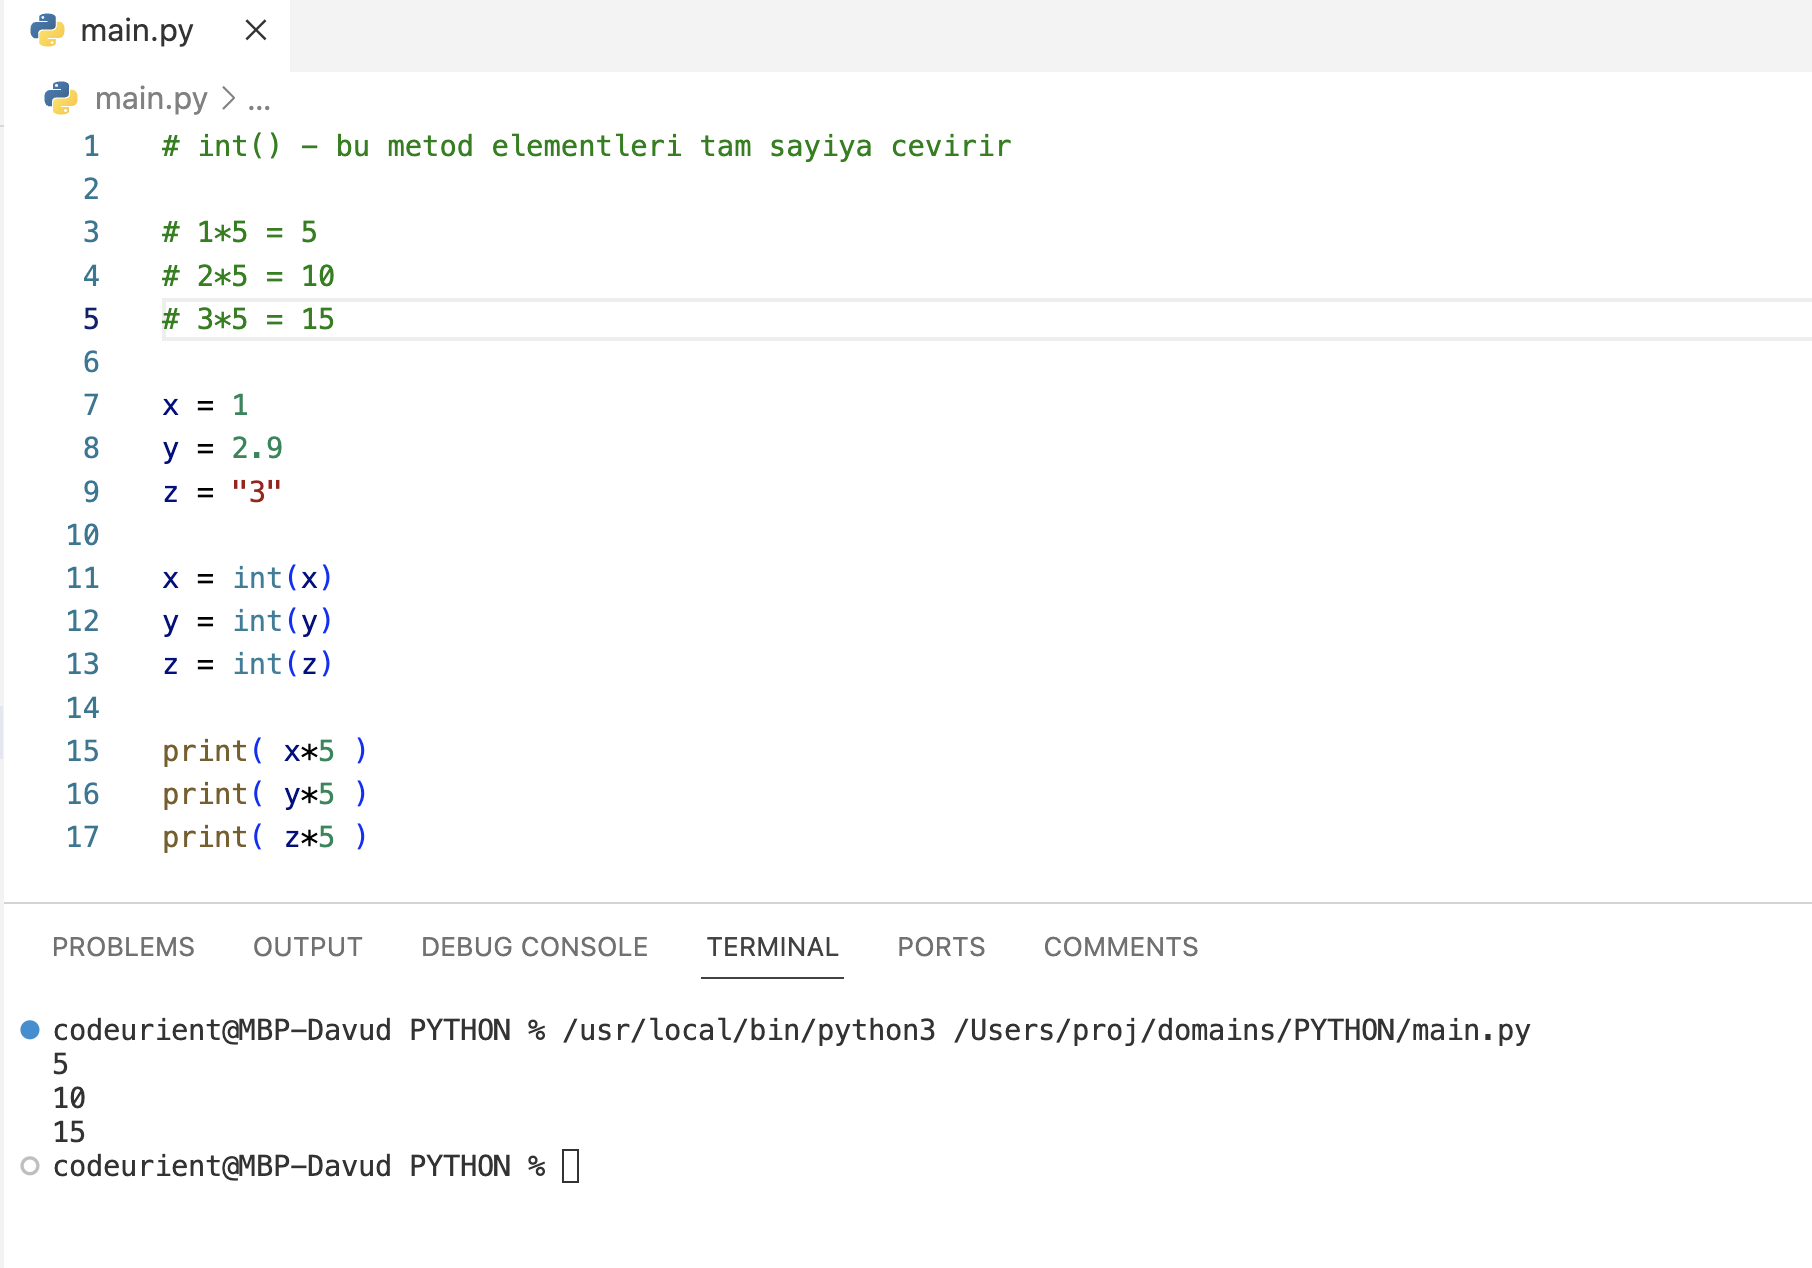 main.py
main.py > ...
1 # int() - bu metod elementleri tam sayiya cevirir
2
3 # 1*5 = 5
4 # 2*5 = 10
5 # 3*5 = 15
6
7 x = 1
8 y = 2.9
9 z = "3"
10
11 x = int(x)
12 y = int(y)
13 z = int(z)
14
15 print( x*5 )
16 print( y*5 )
17 print( z*5 )
PROBLEMS OUTPUT DEBUG CONSOLE TERMINAL PORTS COMMENTS
codeurient@MBP-Davud PYTHON % /usr/local/bin/python3 /Users/proj/domains/PYTHON/main.py
5
10
15
codeurient@MBP-Davud PYTHON %